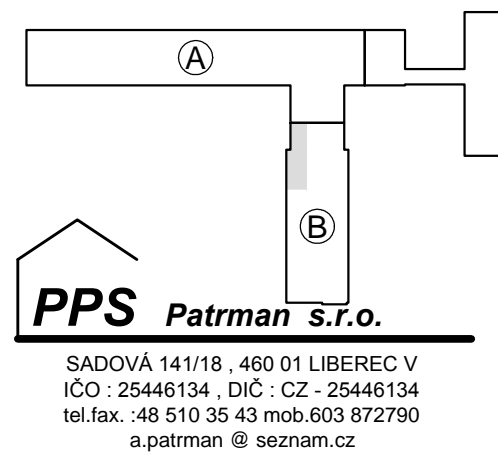 A
B
PPS Patrman s.r.o.
SADOVÁ 141/18 , 460 01 LIBEREC V
IČO : 25446134 , DIČ : CZ - 25446134
tel.fax. :48 510 35 43 mob.603 872790
a.patrman @ seznam.cz